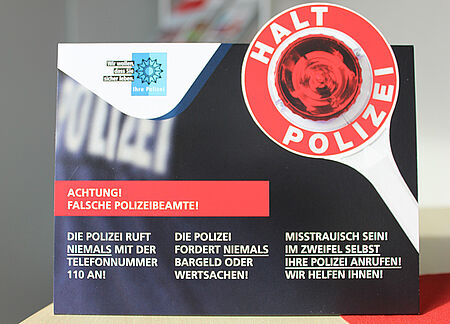 HALT
POLIZEI
Wir wollen,
dass Sie
sicher leben.
Ihre Polizei
POLIZEI
ACHTUNG!
FALSCHE POLIZEIBEAMTE!
DIE POLIZEI RUFT
NIEMALS MIT DER
TELEFONNUMMER
110 AN!
DIE POLIZEI
FORDERT NIEMALS
BARGELD ODER
WERTSACHEN!
MISSTRAUISCH SEIN!
IM ZWEIFEL SELBST
IHRE POLIZEI ANRUFEN!
WIR HELFEN IHNEN!